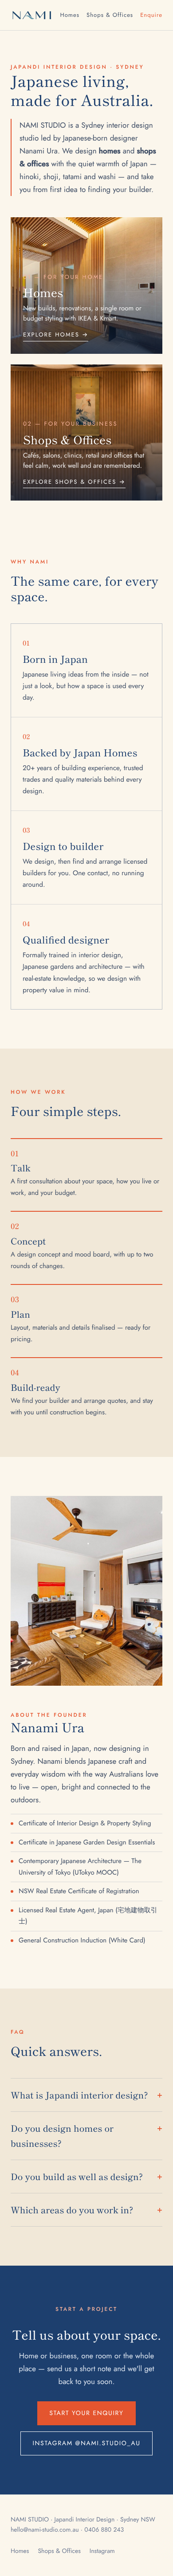 NAMI
Homes
Shops & Offices
Enquire
JAPANDI INTERIOR DESIGN · SYDNEY
Japanese living,
made for Australia.
NAMI STUDIO is a Sydney interior design
studio led by Japanese-born designer
Nanami Ura. We design homes and shops
& offices with the quiet warmth of Japan —
hinoki, shoji, tatami and washi — and take
you from first idea to finding your builder.
FOR YOUR HOME
Homes
New builds, renovations, a single room or
budget styling with IKEA & Kmart.
EXPLORE HOMES →
02 — FOR YOUR BUSINESS
Shops & Offices
Cafés, salons, clinics, retail and offices that
feel calm, work well and are remembered.
EXPLORE SHOPS & OFFICES →
WHY NAMI
The same care, for every
space.
01
Born in Japan
Japanese living ideas from the inside — not
just a look, but how a space is used every
day.
02
Backed by Japan Homes
20+ years of building experience, trusted
trades and quality materials behind every
design.
03
Design to builder
We design, then find and arrange licensed
builders for you. One contact, no running
around.
04
Qualified designer
Formally trained in interior design,
Japanese gardens and architecture — with
real-estate knowledge, so we design with
property value in mind.
HOW WE WORK
Four simple steps.
01
Talk
A first consultation about your space, how you live or
work, and your budget.
02
Concept
A design concept and mood board, with up to two
rounds of changes.
03
Plan
Layout, materials and details finalised — ready for
pricing.
04
Build-ready
We find your builder and arrange quotes, and stay
with you until construction begins.
ABOUT THE FOUNDER
Nanami Ura
Born and raised in Japan, now designing in
Sydney. Nanami blends Japanese craft and
everyday wisdom with the way Australians love
to live — open, bright and connected to the
outdoors.
Certificate of Interior Design & Property Styling
Certificate in Japanese Garden Design Essentials
Contemporary Japanese Architecture — The
University of Tokyo (UTokyo MOOC)
NSW Real Estate Certificate of Registration
Licensed Real Estate Agent, Japan (宅地建物取引
士)
General Construction Induction (White Card)
FAQ
Quick answers.
What is Japandi interior design? +
Do you design homes or +
businesses?
Do you build as well as design? +
Which areas do you work in? +
START A PROJECT
Tell us about your space.
Home or business, one room or the whole
place — send us a short note and we'll get
back to you soon.
START YOUR ENQUIRY
INSTAGRAM @NAMI.STUDIO_AU
NAMI STUDIO · Japandi Interior Design · Sydney NSW
hello@nami-studio.com.au · 0406 880 243
Homes
Shops & Offices
Instagram